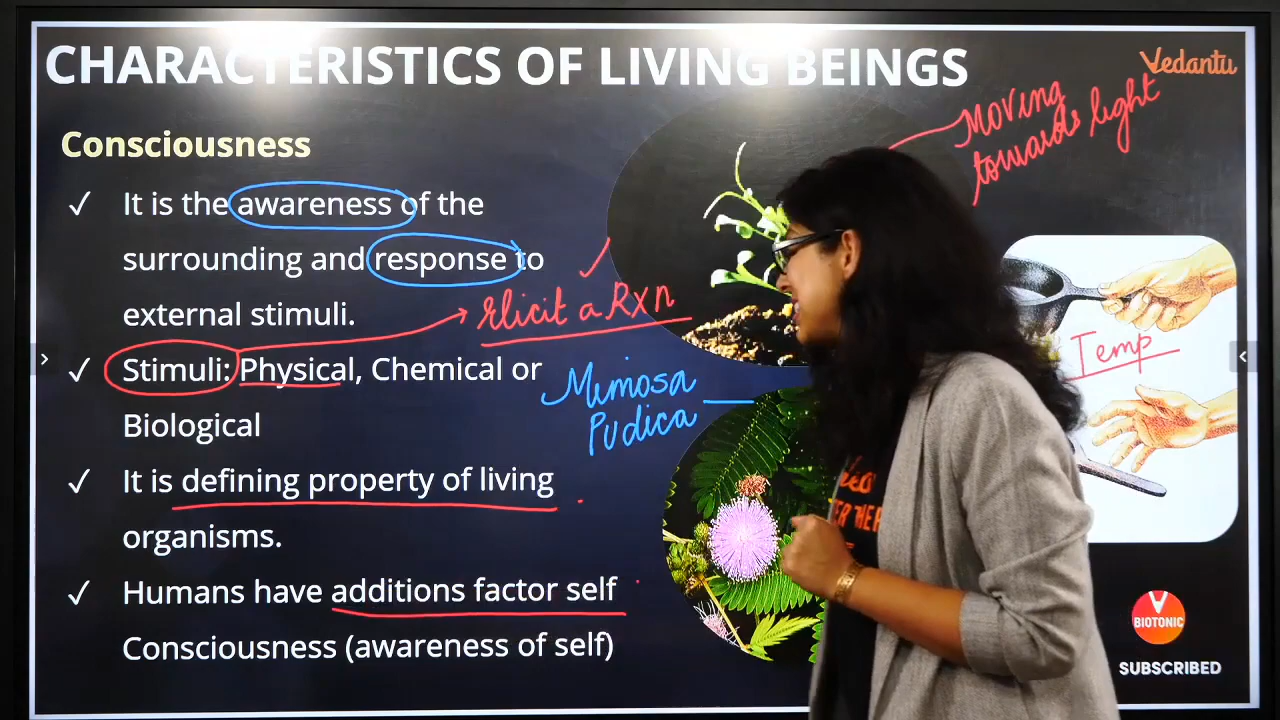 CHARACTERISTICS OF LIVING BEINGS
Vedantu
Moving
towards light
Consciousness
✓ It is the awareness of the
surrounding and response to
external stimuli.
elicit a Rxn
✓ Stimuli: Physical, Chemical or
Biological
Temp
Mimosa
Pudica
✓ It is defining property of living
organisms.
✓ Humans have additions factor self
Consciousness (awareness of self)
BIOTONIC
SUBSCRIBED